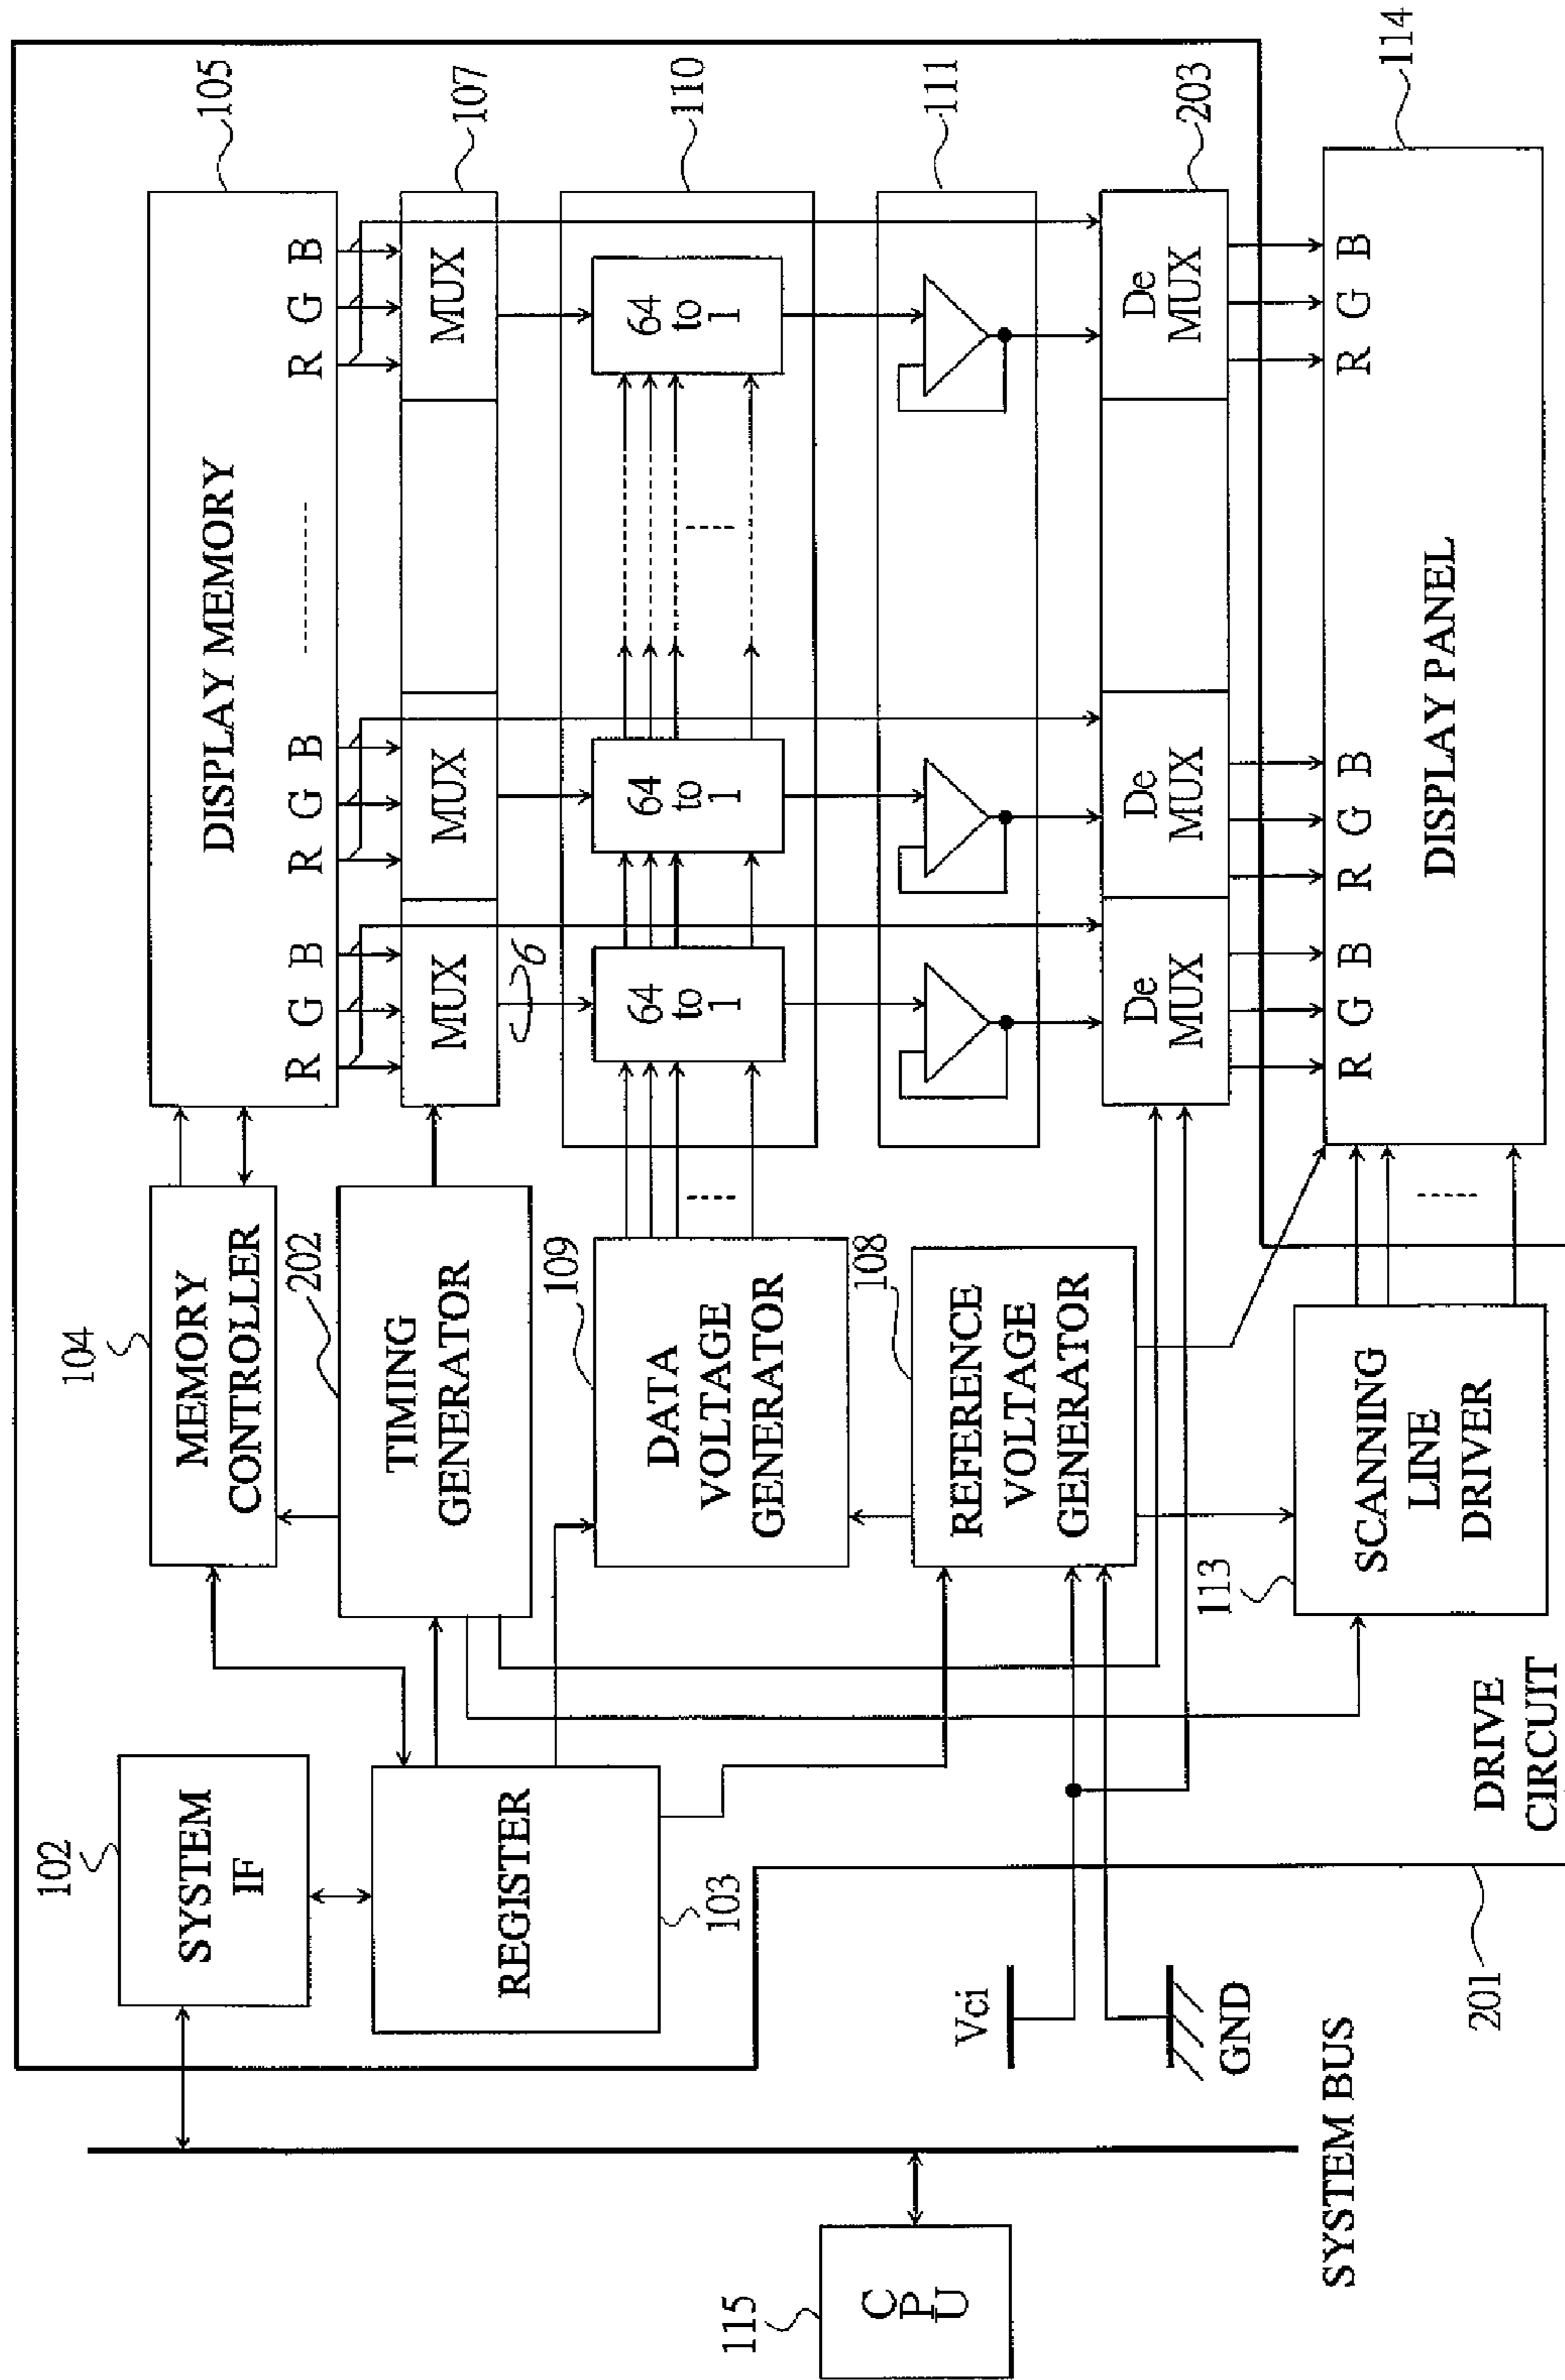 102
SYSTEM
IF
104
MEMORY
CONTROLLER
DISPLAY MEMORY
105
R G B R G B R G B
REGISTER
103
TIMING
GENERATOR
202
MUX MUX MUX
107
6
DATA
VOLTAGE
GENERATOR
109
64
to
1
64
to
1
64
to
1
110
REFERENCE
VOLTAGE
GENERATOR
108
111
De
MUX
De
MUX
De
MUX
203
Vci
GND
115
CPU
SYSTEM BUS
113
SCANNING
LINE
DRIVER
R G B R G B R G B
DISPLAY PANEL
114
DRIVE
CIRCUIT
201